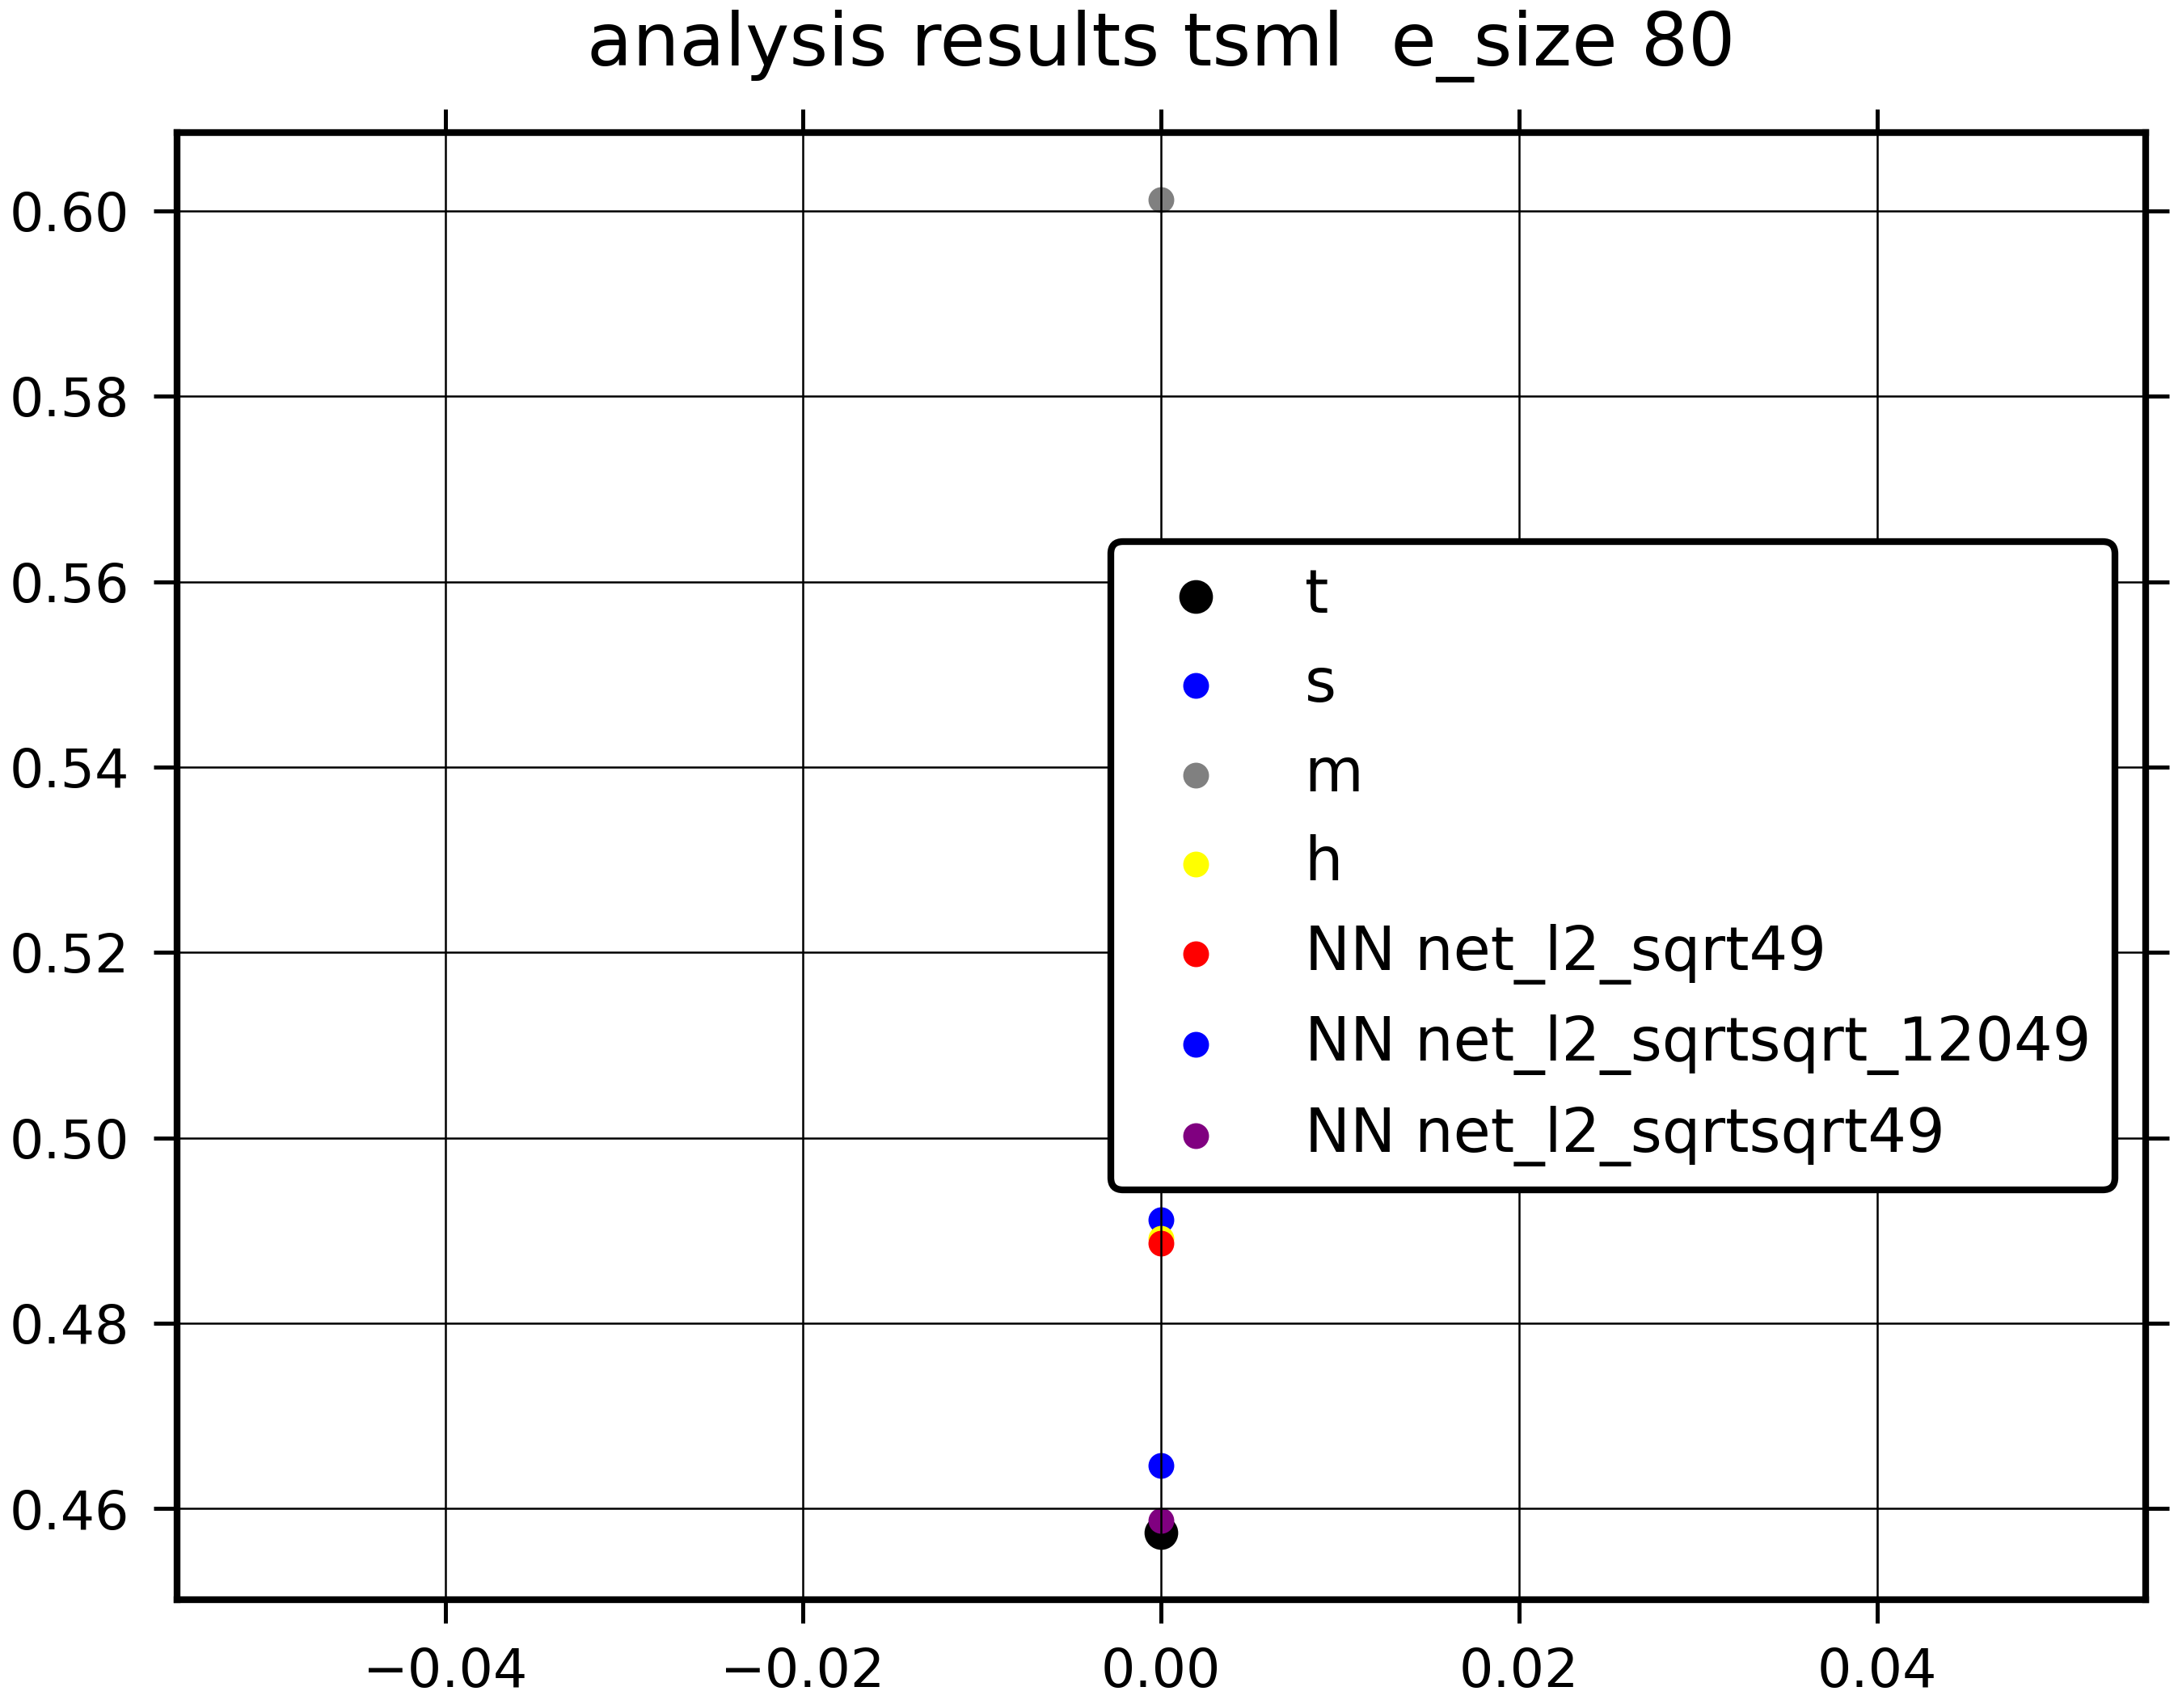 analysis results tsml  e_size 80
0.60
0.58
0.56
0.54
0.52
0.50
0.48
0.46
t
s
m
h
NN net_l2_sqrt49
NN net_l2_sqrtsqrt_12049
NN net_l2_sqrtsqrt49
−0.04
−0.02
0.00
0.02
0.04